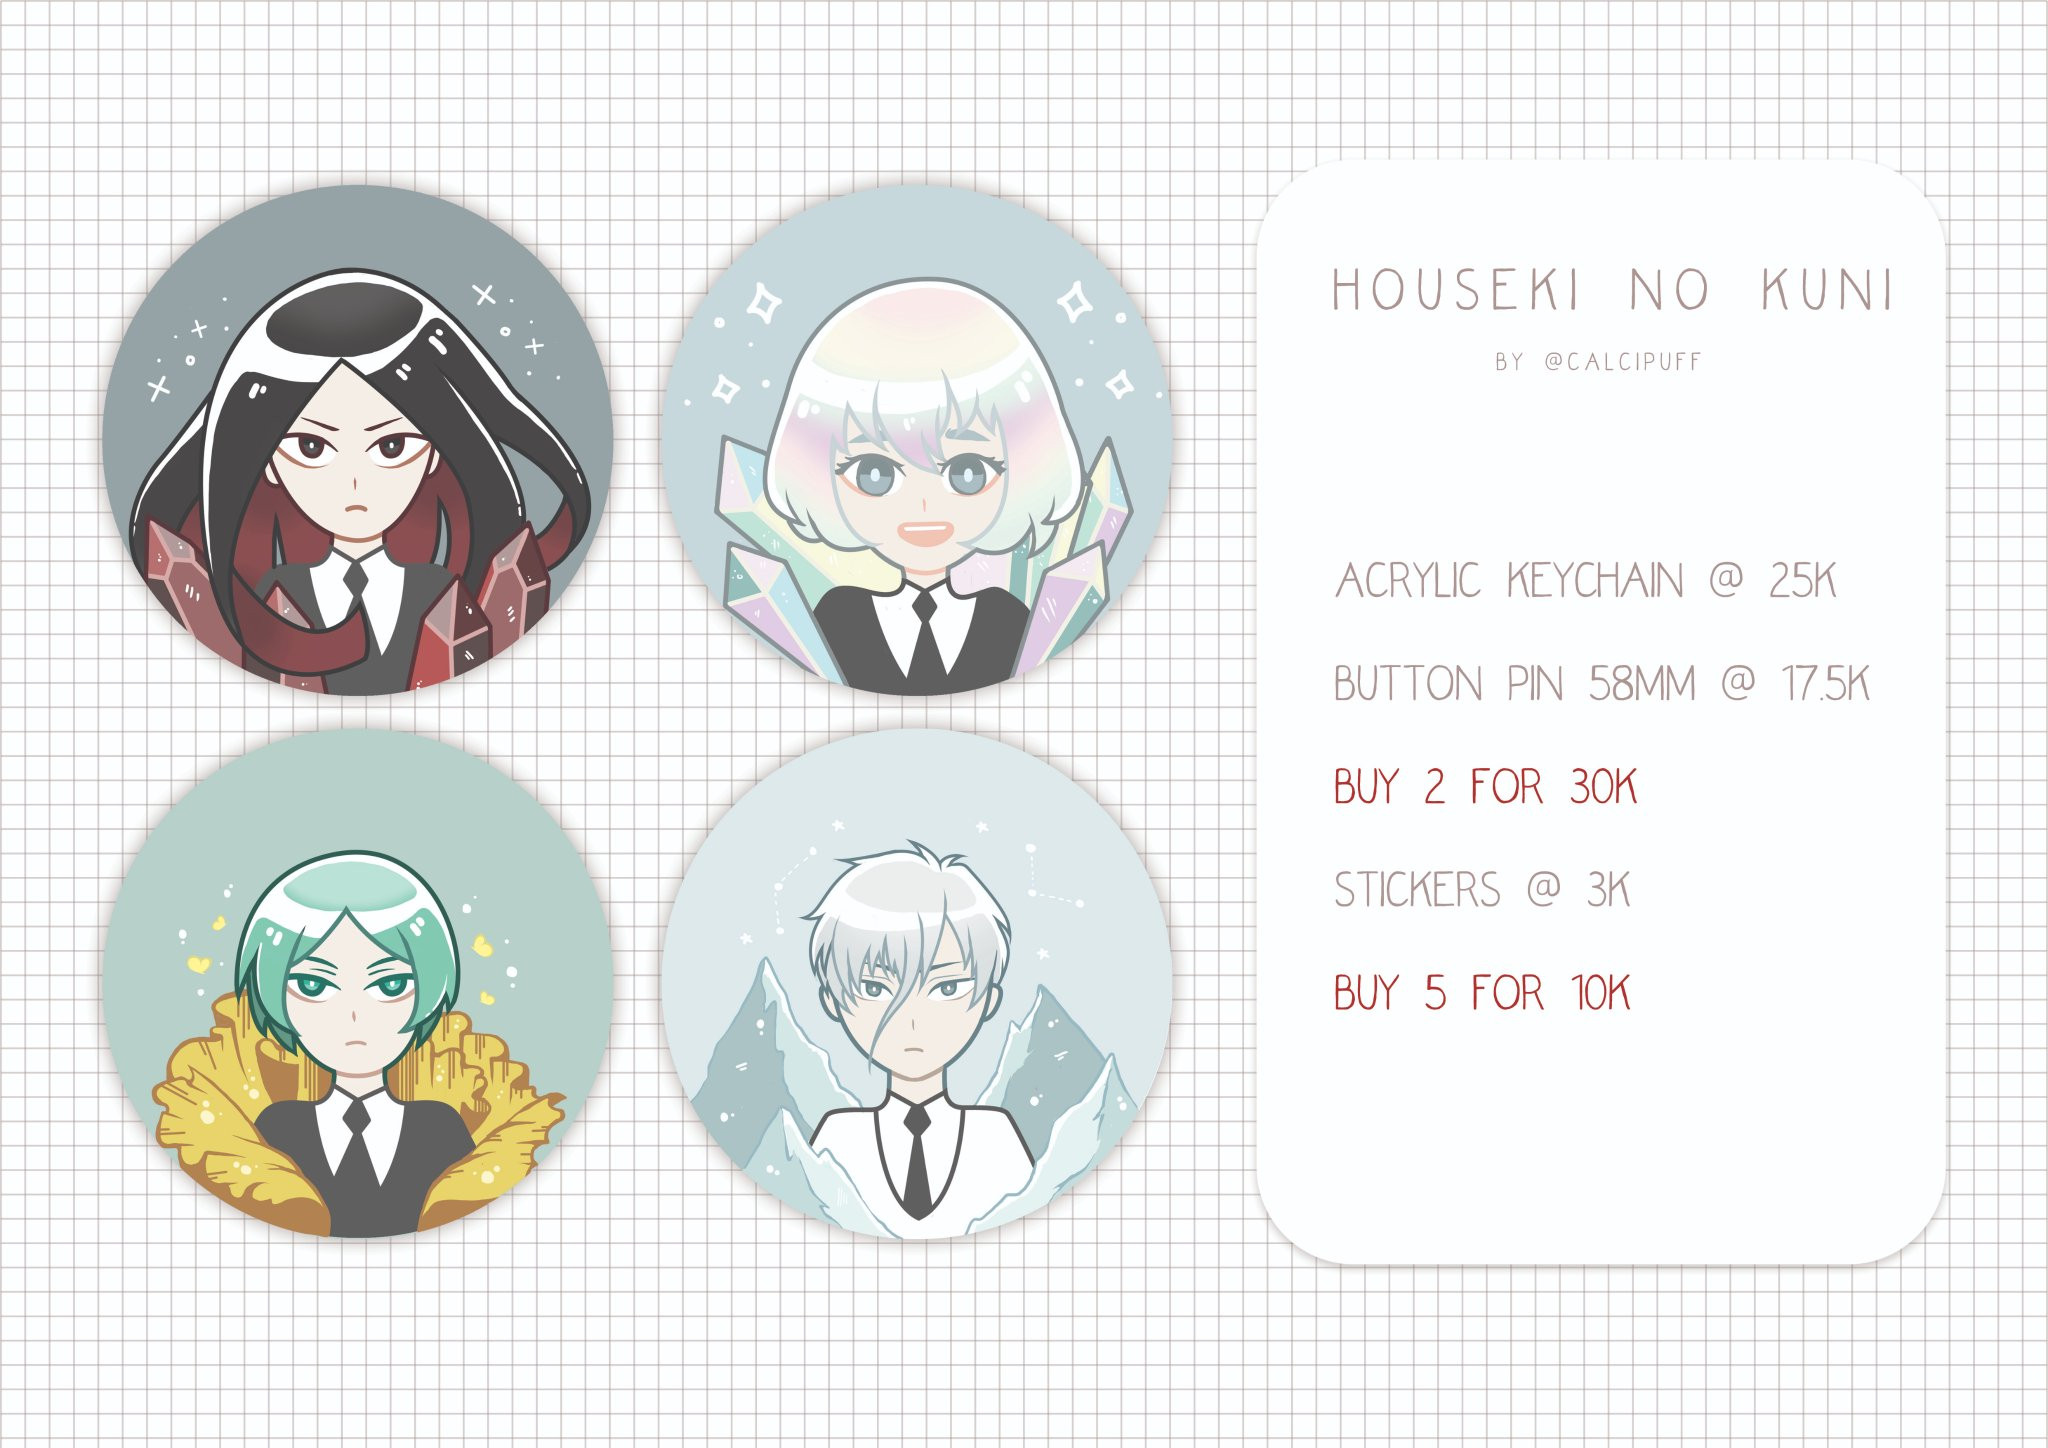 HOUSEKI NO KUNI
BY @CALCIPUFF
ACRYLIC KEYCHAIN @ 25K
BUTTON PIN 58MM @ 17.5K
BUY 2 FOR 30K
STICKERS @ 3K
BUY 5 FOR 10K